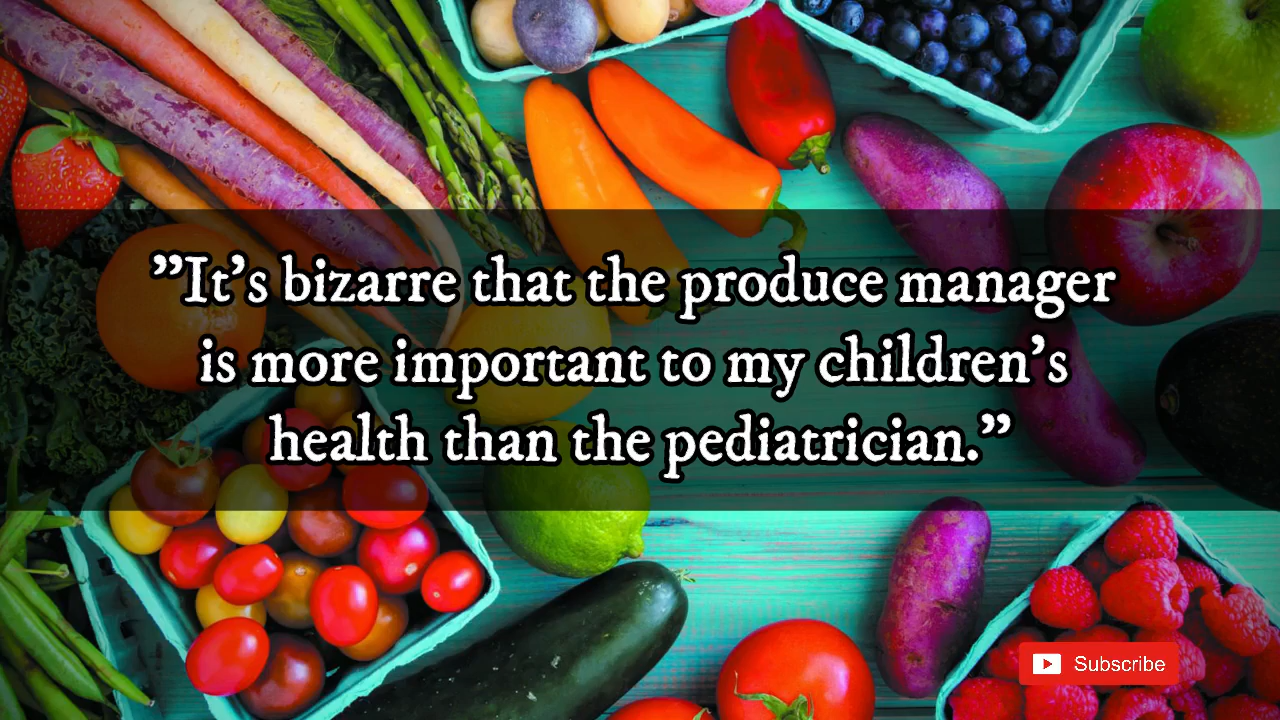 ”It’s bizarre that the produce manager
is more important to my children’s
health than the pediatrician.”
Subscribe